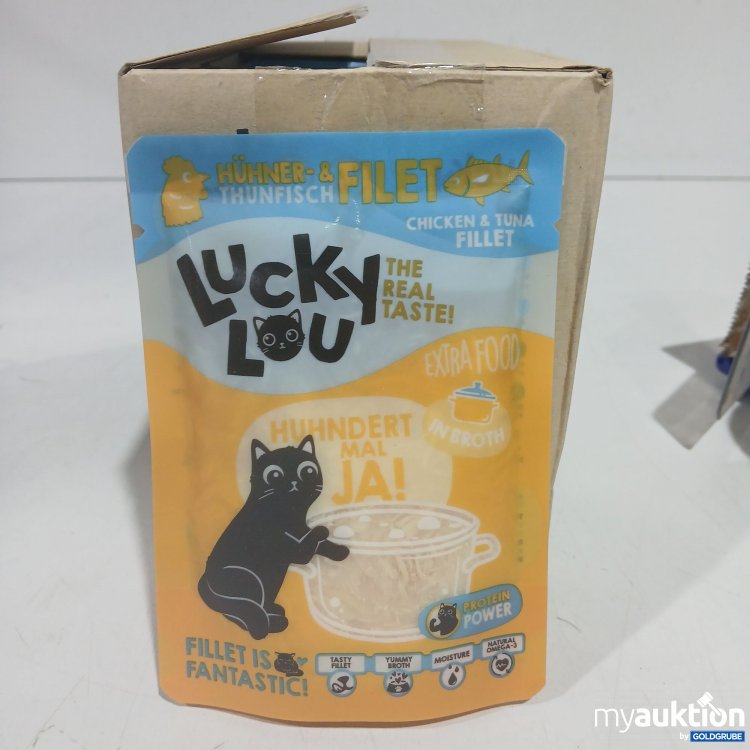 HÜHNER- &
THUNFISCH FILET
CHICKEN & TUNA
FILLET
LUCKY
LOU
THE
REAL
TASTE!
EXTRA FOOD
IN BROTH
HUHNDERT
MAL
JA!
PROTEIN
POWER
FILLET IS
FANTASTIC!
TASTY
FILLET
YUMMY
BROTH
MOISTURE
NATURAL
OMEGA-3
myauktion
by GOLDGRUBE